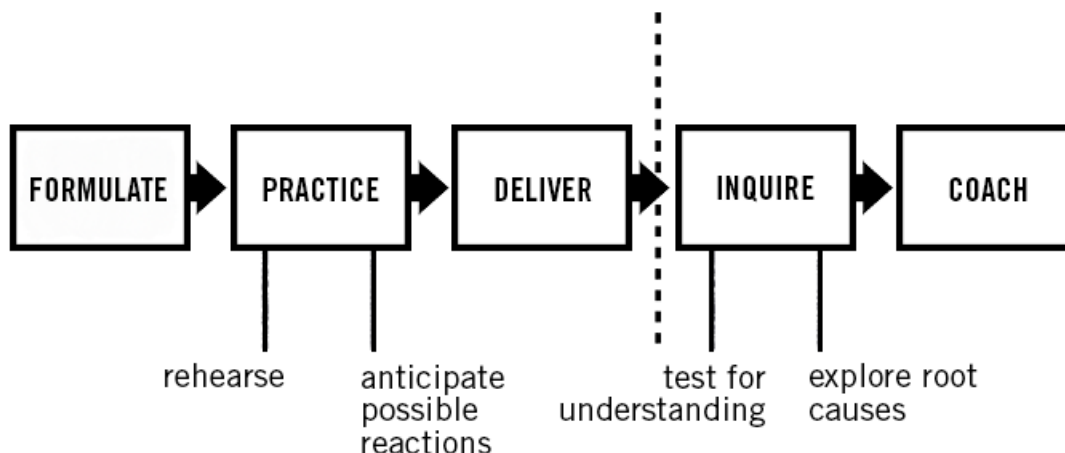 FORMULATE
PRACTICE
DELIVER
INQUIRE
COACH
rehearse
anticipate
possible
reactions
test for
understanding
explore root
causes